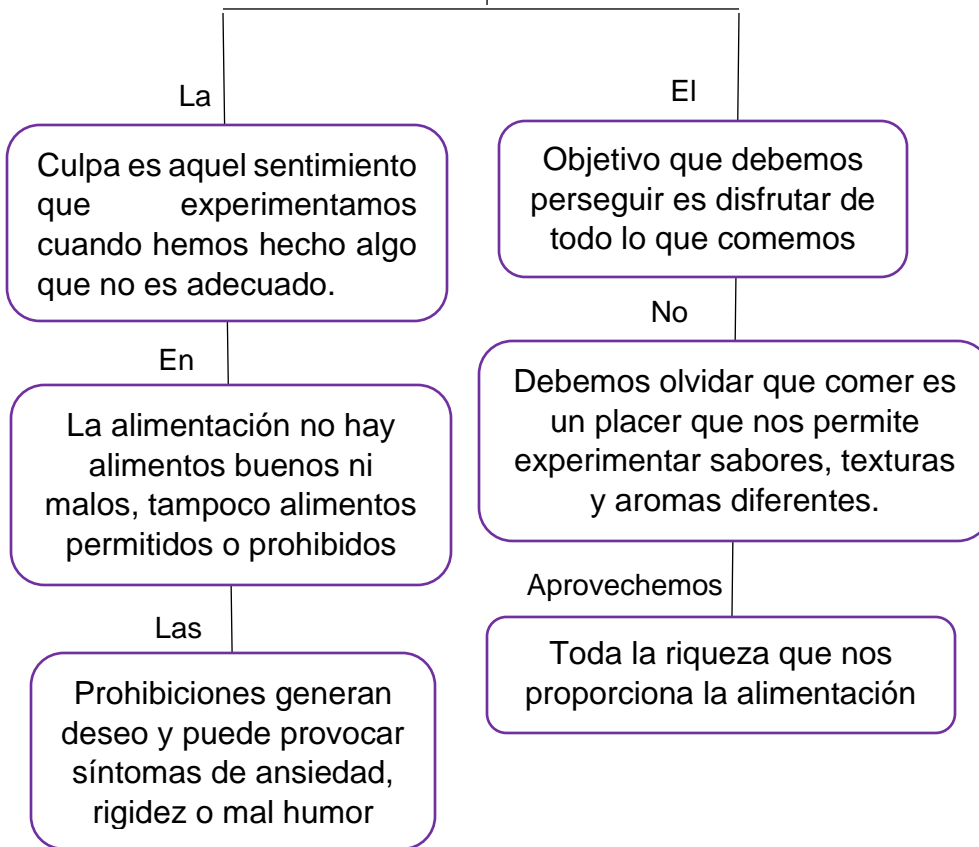 La
Culpa es aquel sentimiento
que experimentamos
cuando hemos hecho algo
que no es adecuado.
En
La alimentación no hay
alimentos buenos ni
malos, tampoco alimentos
permitidos o prohibidos
Las
Prohibiciones generan
deseo y puede provocar
síntomas de ansiedad,
rigidez o mal humor
El
Objetivo que debemos
perseguir es disfrutar de
todo lo que comemos
No
Debemos olvidar que comer es
un placer que nos permite
experimentar sabores, texturas
y aromas diferentes.
Aprovechemos
Toda la riqueza que nos
proporciona la alimentación